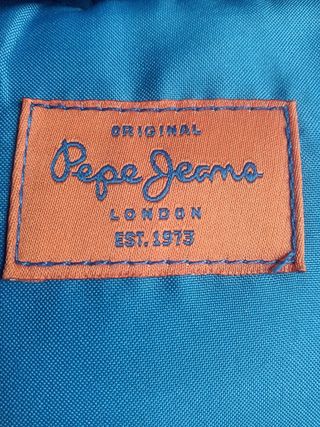 ORIGINAL
Pepe Jeans
LONDON
EST. 1973